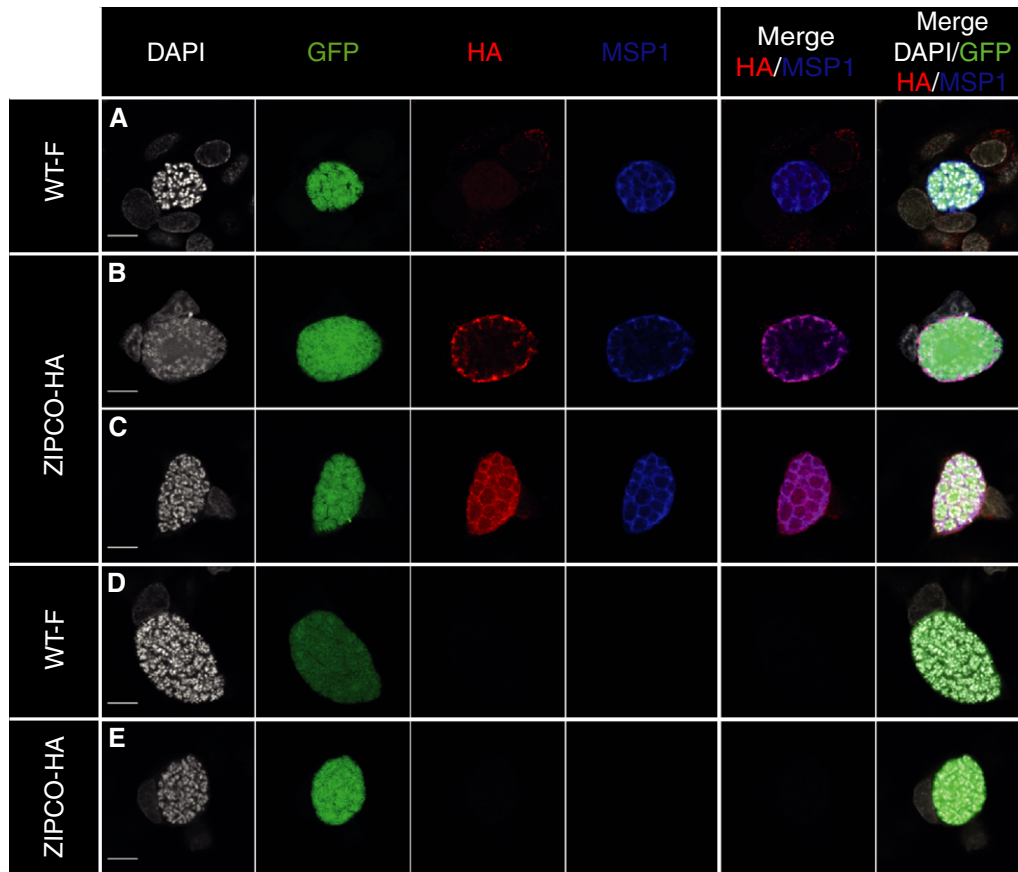 DAPI GFP HA MSP1 Merge HA/MSP1 Merge DAPI/GFP HA/MSP1
WT-F
A
ZIPCO-HA
B
C
WT-F
D
ZIPCO-HA
E